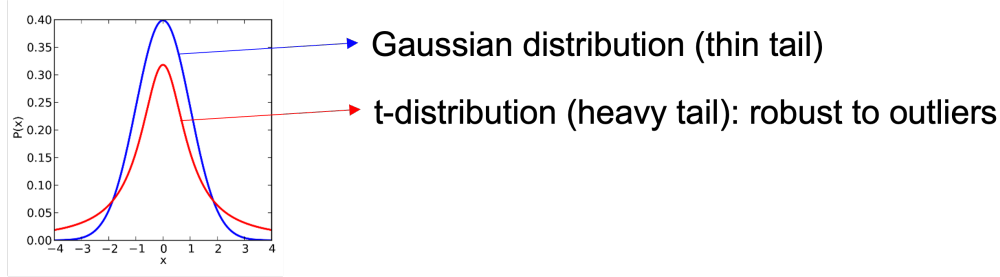 0.40
0.35
0.30
0.25
0.20
0.15
0.10
0.05
0.00
P(x)
−4 −3 −2 −1 0 1 2 3 4
x
Gaussian distribution (thin tail)
t-distribution (heavy tail): robust to outliers